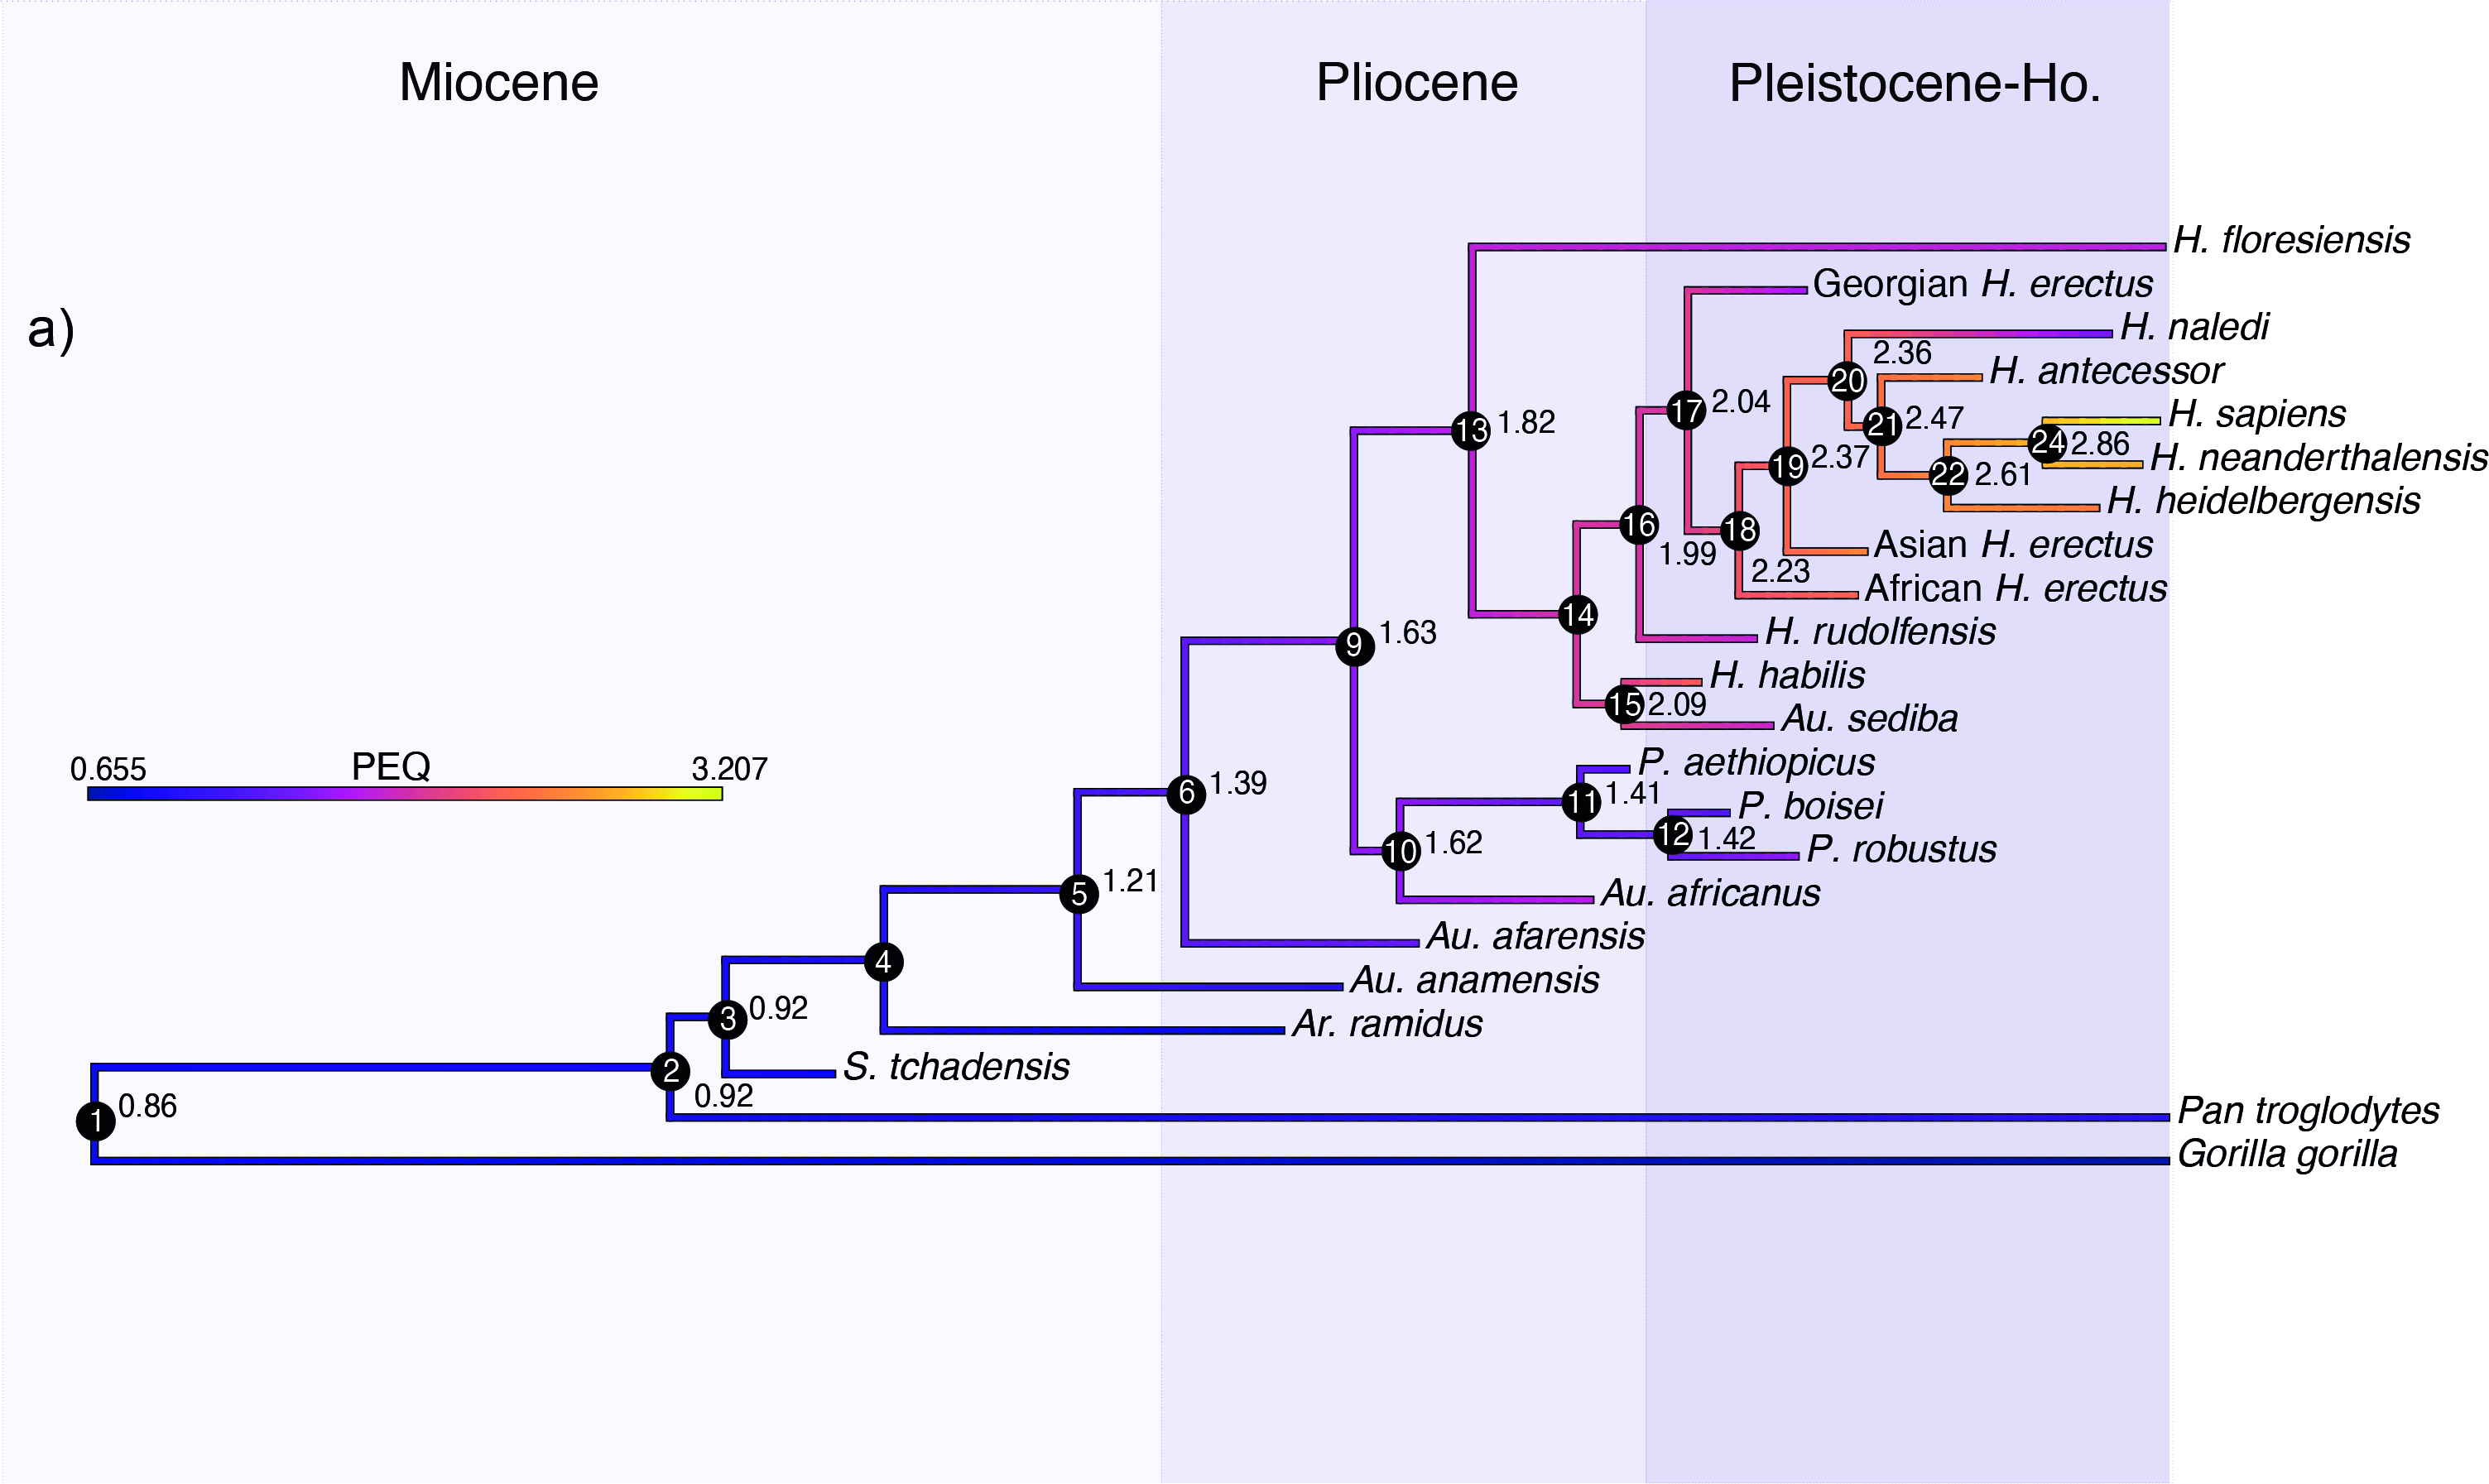 Miocene
Pliocene
Pleistocene-Ho.
a)
H. floresiensis
Georgian H. erectus
H. naledi
2.36
20
H. antecessor
17
2.04
H. sapiens
21
2.47
13
1.82
24
2.86
H. neanderthalensis
19
2.37
22
2.61
H. heidelbergensis
16
18
Asian H. erectus
1.99
2.23
African H. erectus
14
9
1.63
H. rudolfensis
H. habilis
15
2.09
Au. sediba
0.655
PEQ
3.207
P. aethiopicus
6
1.39
11
1.41
P. boisei
12
1.42
10
1.62
P. robustus
5
1.21
Au. africanus
Au. afarensis
4
Au. anamensis
3
0.92
Ar. ramidus
2
S. tchadensis
0.92
1
0.86
Pan troglodytes
Gorilla gorilla